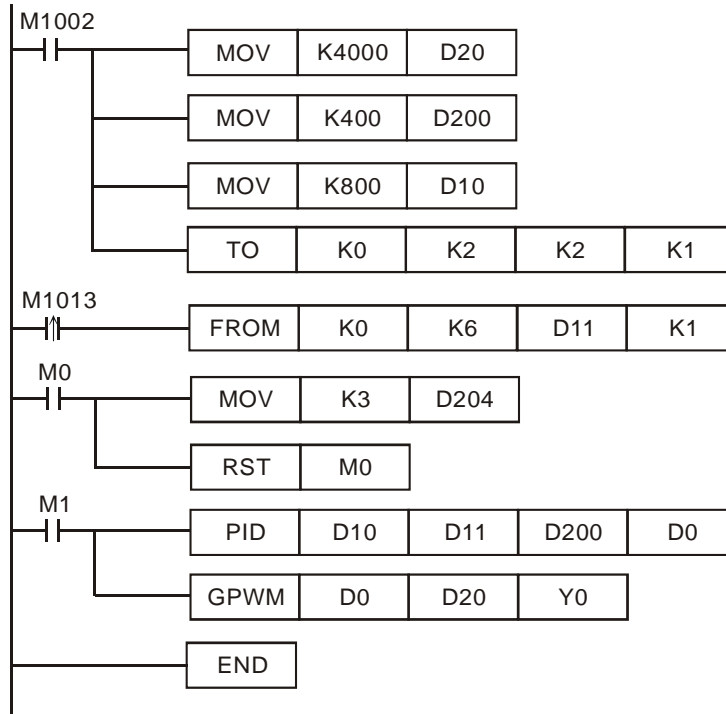 M1002
MOV K4000 D20
MOV K400 D200
MOV K800 D10
TO K0 K2 K2 K1
M1013
FROM K0 K6 D11 K1
M0
MOV K3 D204
RST M0
M1
PID D10 D11 D200 D0
GPWM D0 D20 Y0
END